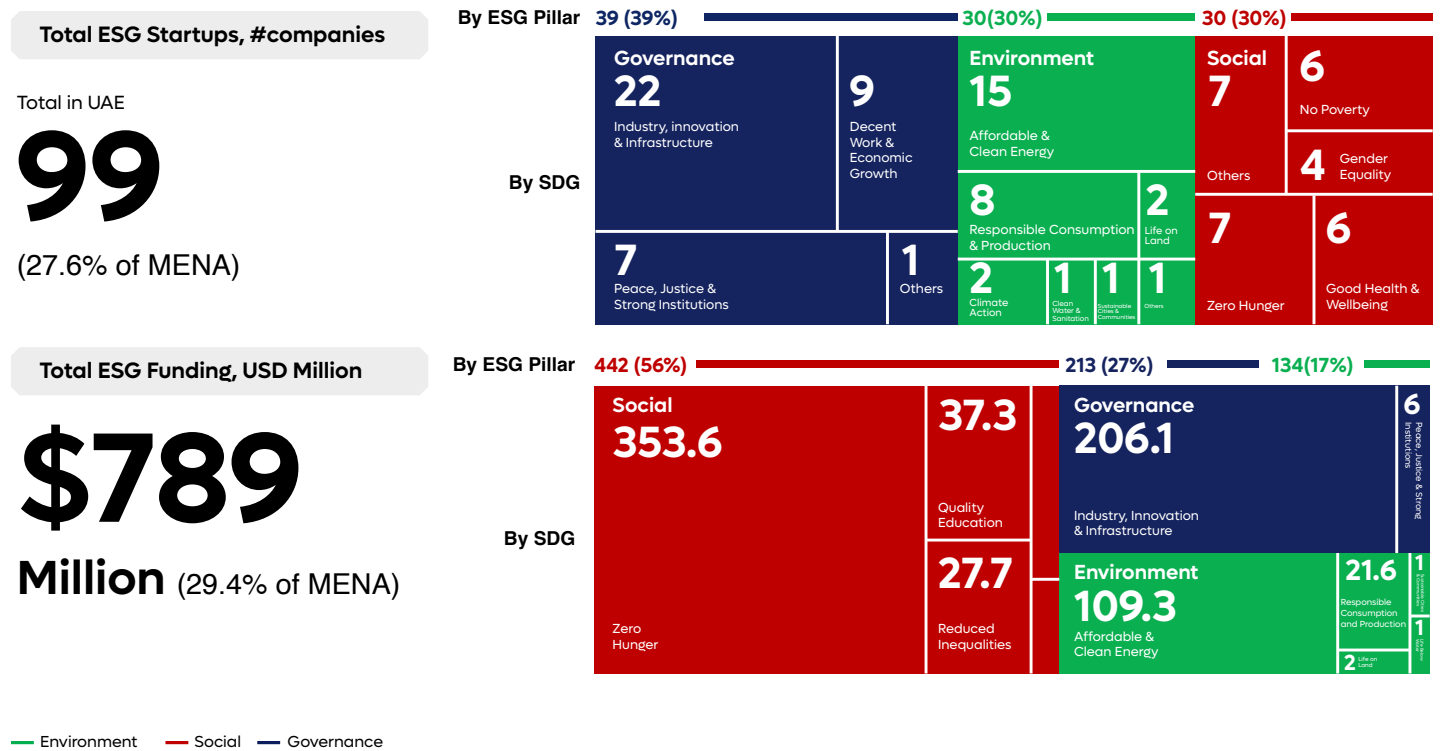 Total ESG Startups, #companies
Total in UAE
99
(27.6% of MENA)
By ESG Pillar
39 (39%)
30(30%)
30 (30%)
By SDG
Governance
22
Industry, innovation
& Infrastructure
9
Decent
Work &
Economic
Growth
7
Peace, Justice &
Strong Institutions
1
Others
Environment
15
Affordable &
Clean Energy
8
Responsible Consumption
& Production
2
Life on
Land
2
Climate
Action
1
Clean
Water &
Sanitation
1
Sustainable
Cities &
Communities
1
Others
Social
7
Others
6
No Poverty
4
Gender
Equality
7
Zero Hunger
6
Good Health &
Wellbeing
Total ESG Funding, USD Million
$789
Million (29.4% of MENA)
By ESG Pillar
442 (56%)
213 (27%)
134(17%)
By SDG
Social
353.6
Zero
Hunger
37.3
Quality
Education
27.7
Reduced
Inequalities
Governance
206.1
Industry, Innovation
& Infrastructure
6
Peace, Justice & Strong
Institutions
Environment
109.3
Affordable &
Clean Energy
21.6
Responsible
Consumption
and Production
2
Life on
Land
1
Sustainable Cities
& Communities
1
Life Below
Water
Environment
Social
Governance